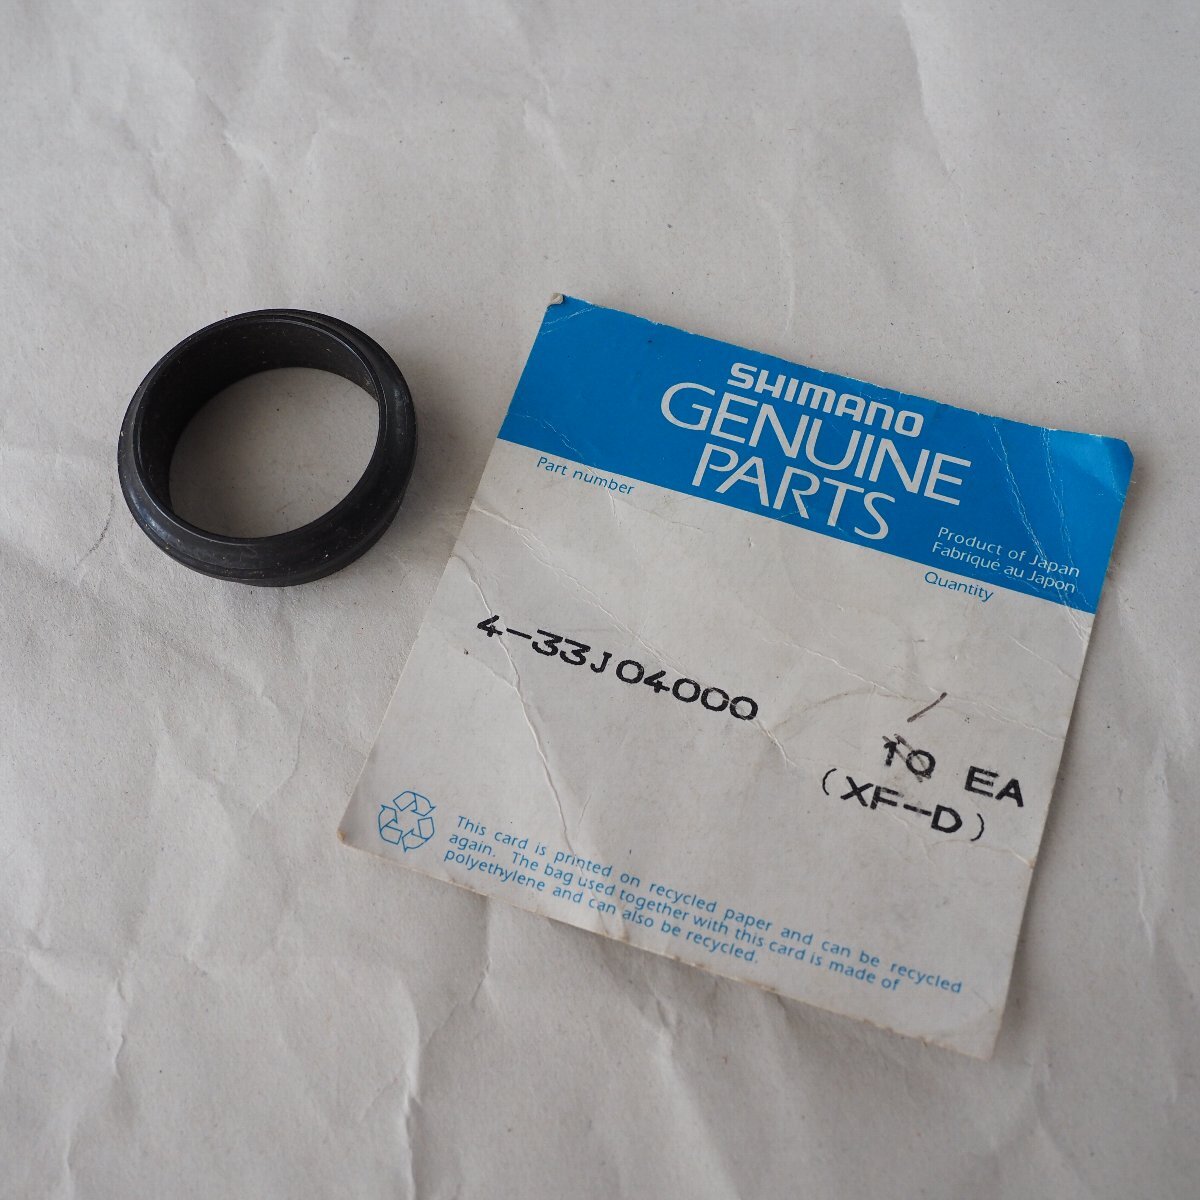 SHIMANO
GENUINE
PARTS
Product of Japan
Fabriqué au Japon
Part number
Quantity
4-33J04000
10 EA
(XF-D)
This card is printed on recycled paper and can be recycled
again. The bag used together with this card is made of
polyethylene and can also be recycled.